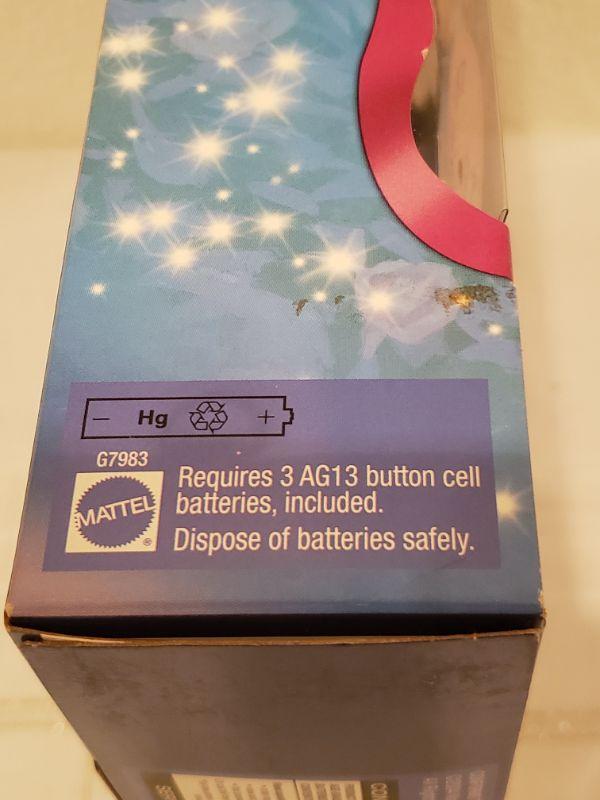 Hg
G7983
MATTEL
®
Requires 3 AG13 button cell
batteries, included.
Dispose of batteries safely.